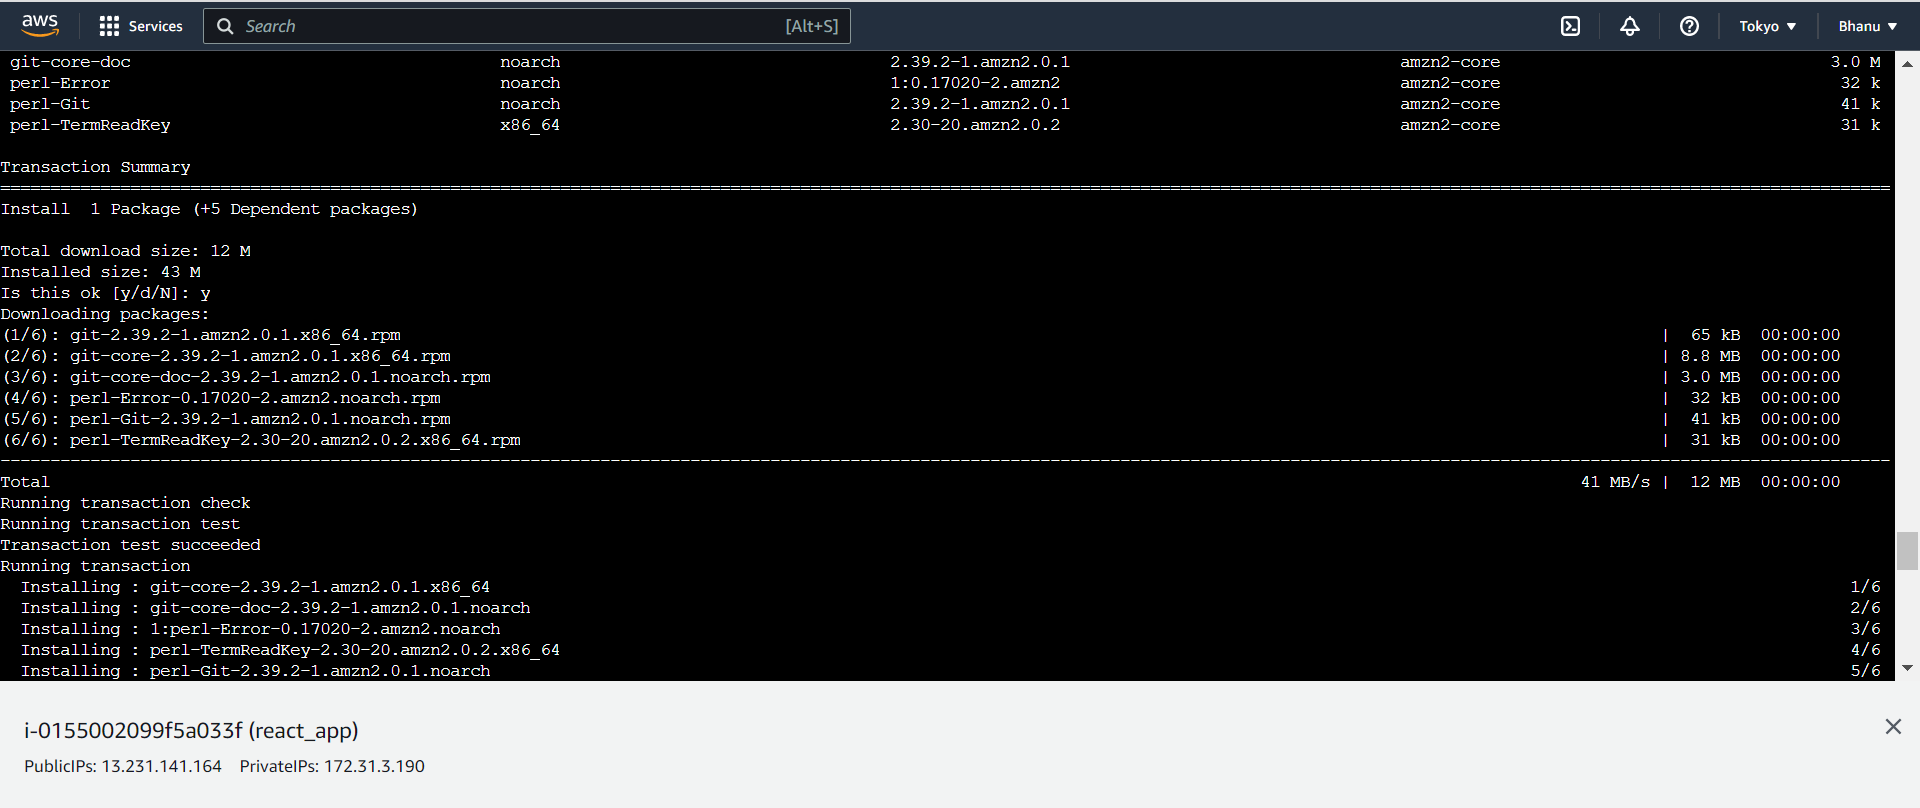 aws Services Search [Alt+S] Tokyo ▼ Bhanu ▼
git-core-doc noarch 2.39.2-1.amzn2.0.1 amzn2-core 3.0 M
perl-Error noarch 1:0.17020-2.amzn2 amzn2-core 32 k
perl-Git noarch 2.39.2-1.amzn2.0.1 amzn2-core 41 k
perl-TermReadKey x86_64 2.30-20.amzn2.0.2 amzn2-core 31 k
Transaction Summary
Install 1 Package (+5 Dependent packages)
Total download size: 12 M
Installed size: 43 M
Is this ok [y/d/N]: y
Downloading packages:
(1/6): git-2.39.2-1.amzn2.0.1.x86_64.rpm | 65 kB 00:00:00
(2/6): git-core-2.39.2-1.amzn2.0.1.x86_64.rpm | 8.8 MB 00:00:00
(3/6): git-core-doc-2.39.2-1.amzn2.0.1.noarch.rpm | 3.0 MB 00:00:00
(4/6): perl-Error-0.17020-2.amzn2.noarch.rpm | 32 kB 00:00:00
(5/6): perl-Git-2.39.2-1.amzn2.0.1.noarch.rpm | 41 kB 00:00:00
(6/6): perl-TermReadKey-2.30-20.amzn2.0.2.x86_64.rpm | 31 kB 00:00:00
Total 41 MB/s | 12 MB 00:00:00
Running transaction check
Running transaction test
Transaction test succeeded
Running transaction
Installing : git-core-2.39.2-1.amzn2.0.1.x86_64 1/6
Installing : git-core-doc-2.39.2-1.amzn2.0.1.noarch 2/6
Installing : 1:perl-Error-0.17020-2.amzn2.noarch 3/6
Installing : perl-TermReadKey-2.30-20.amzn2.0.2.x86_64 4/6
Installing : perl-Git-2.39.2-1.amzn2.0.1.noarch 5/6
i-0155002099f5a033f (react_app)
PublicIPs: 13.231.141.164 PrivateIPs: 172.31.3.190